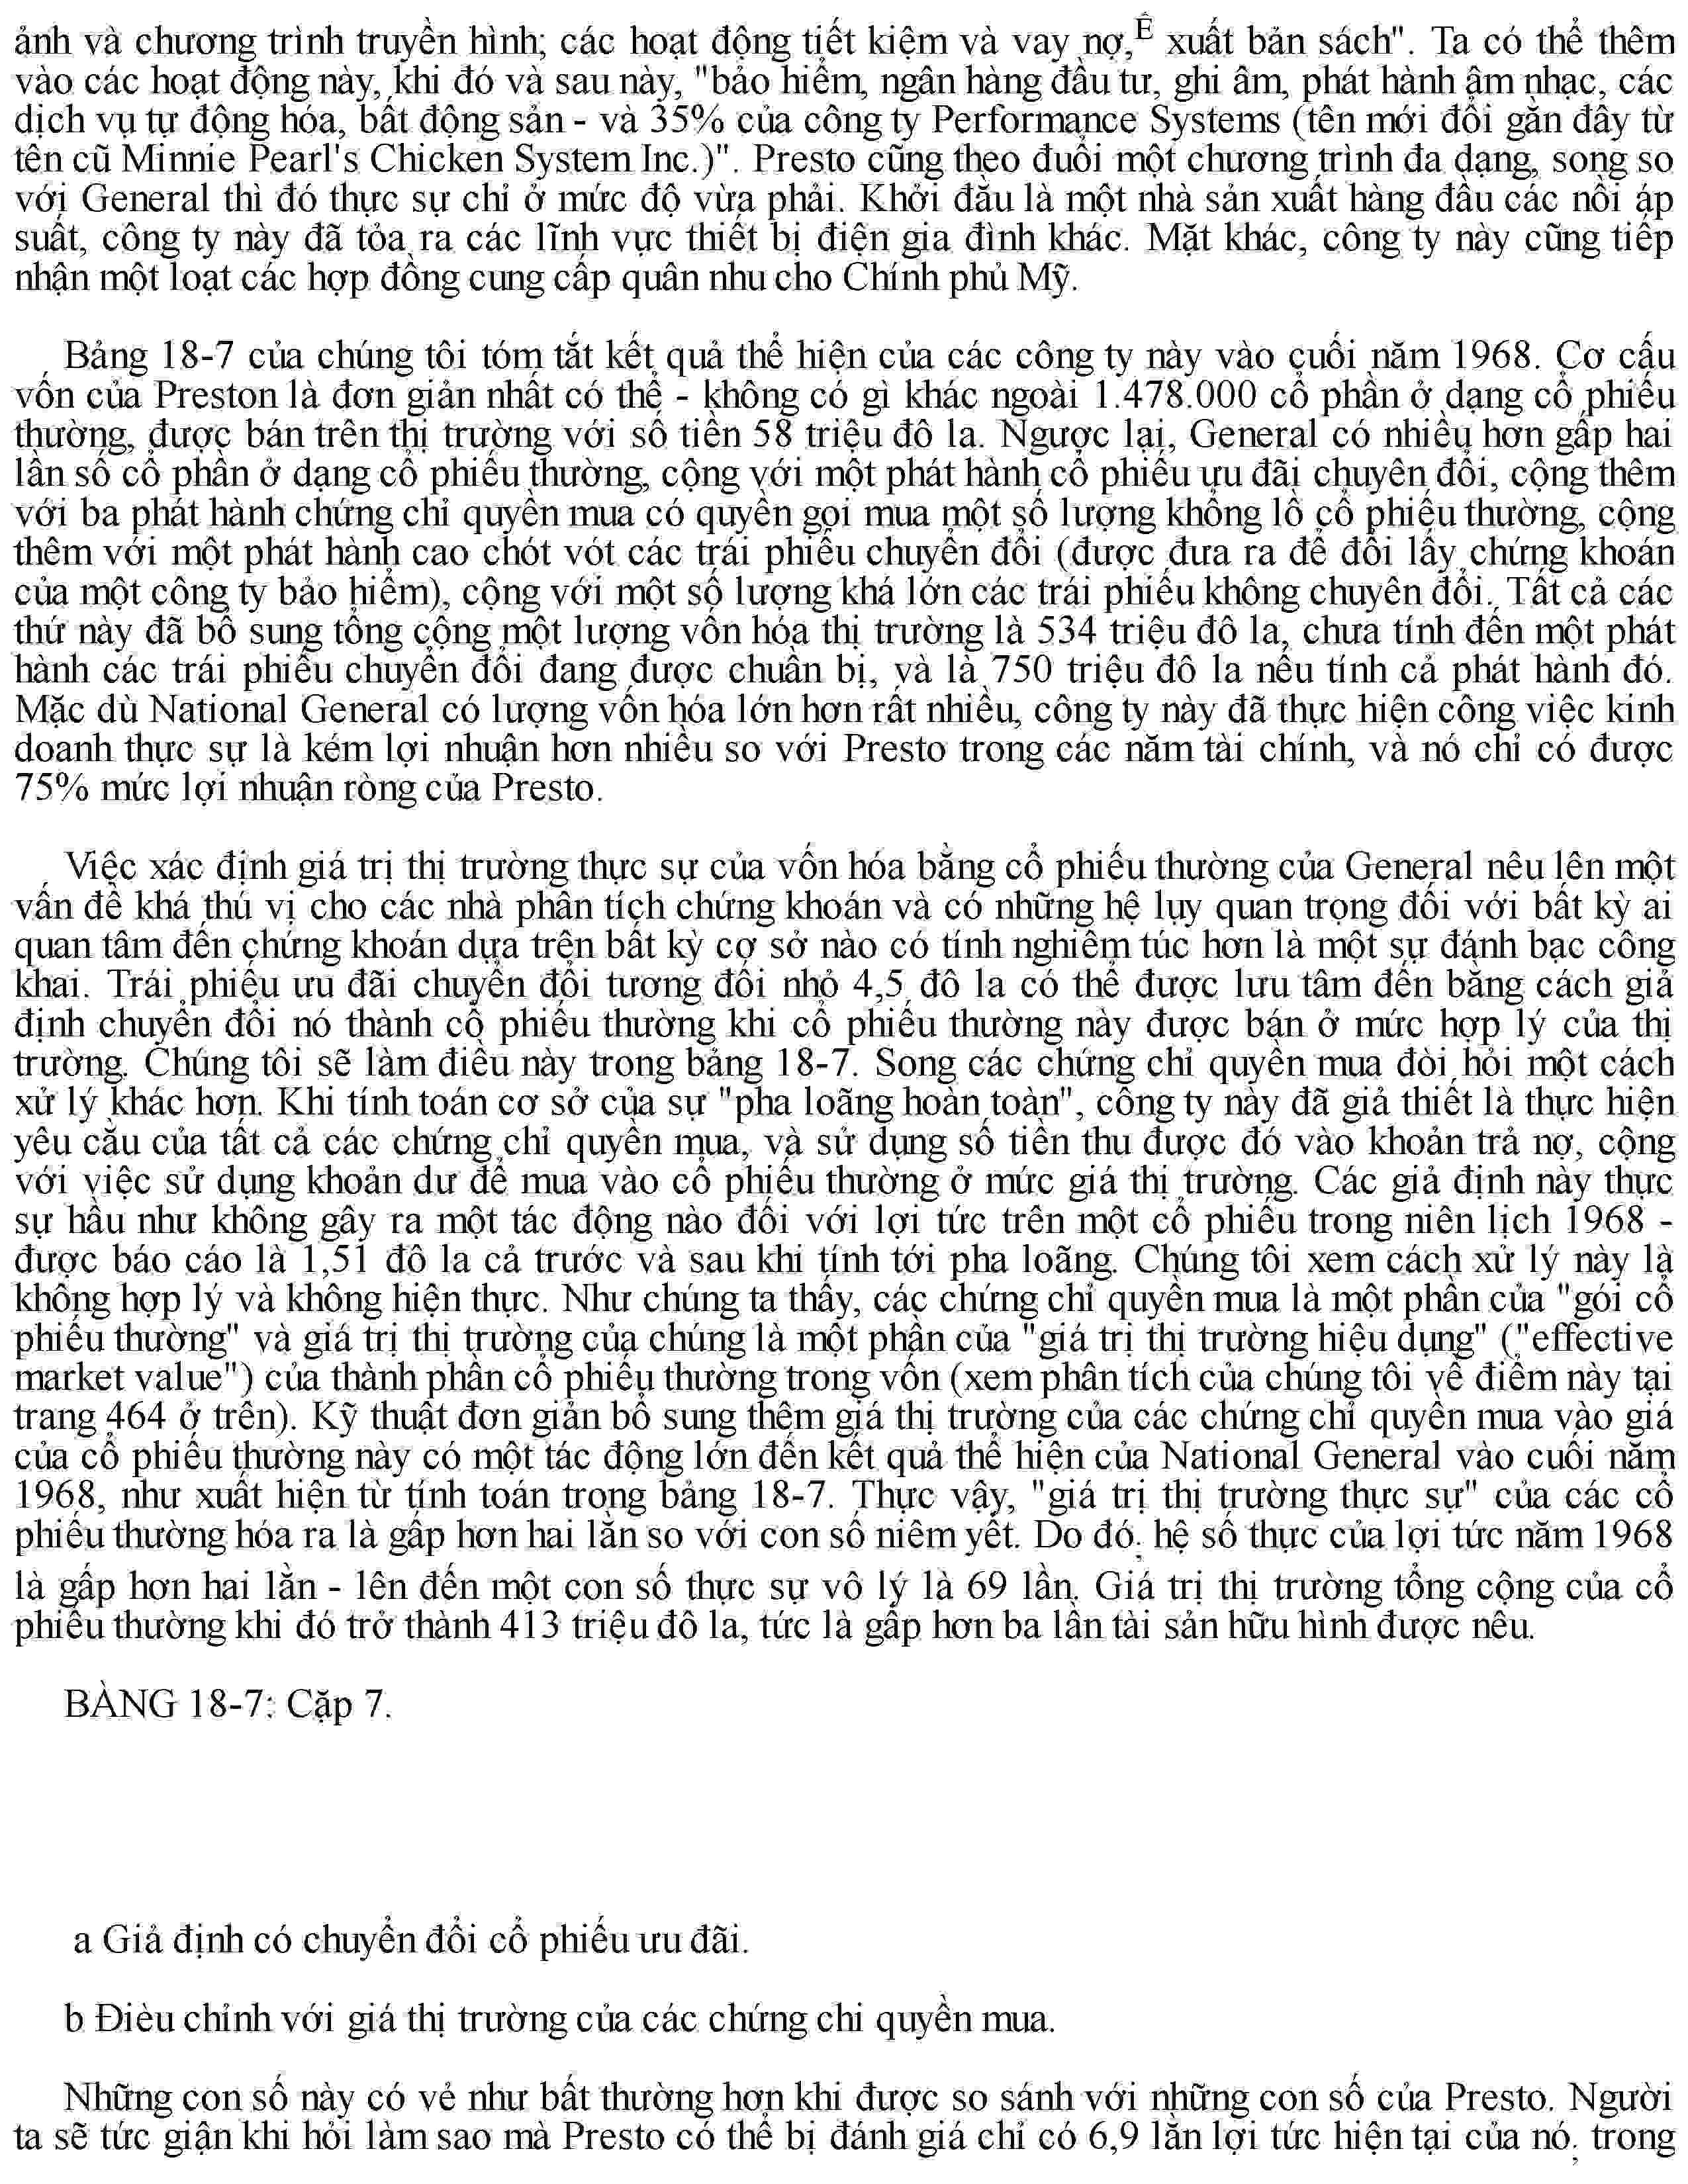 ảnh và chương trình truyền hình; các hoạt động tiết kiệm và vay nợ,Ê xuất bản sách". Ta có thể thêm
vào các hoạt động này, khi đó và sau này, "bảo hiểm, ngân hàng đầu tư, ghi âm, phát hành âm nhạc, các
dịch vụ tự động hóa, bất động sản - và 35% của công ty Performance Systems (tên mới đổi gần đây từ
tên cũ Minnie Pearl's Chicken System Inc.)". Presto cũng theo đuổi một chương trình đa dạng, song so
với General thì đó thực sự chỉ ở mức độ vừa phải. Khởi đầu là một nhà sản xuất hàng đầu các nồi áp
suất, công ty này đã tỏa ra các lĩnh vực thiết bị điện gia đình khác. Mặt khác, công ty này cũng tiếp
nhận một loạt các hợp đồng cung cấp quân nhu cho Chính phủ Mỹ.
Bảng 18-7 của chúng tôi tóm tắt kết quả thể hiện của các công ty này vào cuối năm 1968. Cơ cấu
vốn của Preston là đơn giản nhất có thể - không có gì khác ngoài 1.478.000 cổ phần ở dạng cổ phiếu
thường, được bán trên thị trường với số tiền 58 triệu đô la. Ngược lại, General có nhiều hơn gấp hai
lần số cổ phần ở dạng cổ phiếu thường, cộng với một phát hành cổ phiếu ưu đãi chuyên đổi, cộng thêm
với ba phát hành chứng chỉ quyền mua có quyền gọi mua một số lượng khổng lồ cổ phiếu thường, cộng
thêm với một phát hành cao chót vót các trái phiếu chuyển đổi (được đưa ra để đổi lấy chứng khoán
của một công ty bảo hiểm), cộng với một số lượng khá lớn các trái phiếu không chuyên đổi. Tất cả các
thứ này đã bổ sung tổng cộng một lượng vốn hóa thị trường là 534 triệu đô la, chưa tính đến một phát
hành các trái phiếu chuyển đổi đang được chuẩn bị, và là 750 triệu đô la nếu tính cả phát hành đó.
Mặc dù National General có lượng vốn hóa lớn hơn rất nhiều, công ty này đã thực hiện công việc kinh
doanh thực sự là kém lợi nhuận hơn nhiều so với Presto trong các năm tài chính, và nó chỉ có được
75% mức lợi nhuận ròng của Presto.
Việc xác định giá trị thị trường thực sự của vốn hóa bằng cổ phiếu thường của General nêu lên một
vấn đề khá thú vị cho các nhà phân tích chứng khoán và có những hệ lụy quan trọng đối với bất kỳ ai
quan tâm đến chứng khoán dựa trên bất kỳ cơ sở nào có tính nghiêm túc hơn là một sự đánh bạc công
khai. Trái phiếu ưu đãi chuyển đổi tương đối nhỏ 4,5 đô la có thể được lưu tâm đến bằng cách giả
định chuyển đổi nó thành cổ phiếu thường khi cổ phiếu thường này được bán ở mức hợp lý của thị
trường. Chúng tôi sẽ làm điều này trong bảng 18-7. Song các chứng chỉ quyền mua đòi hỏi một cách
xử lý khác hơn. Khi tính toán cơ sở của sự "pha loãng hoàn toàn", công ty này đã giả thiết là thực hiện
yêu cầu của tất cả các chứng chỉ quyền mua, và sử dụng số tiền thu được đó vào khoản trả nợ, cộng
với việc sử dụng khoản dư để mua vào cổ phiếu thường ở mức giá thị trường. Các giả định này thực
sự hầu như không gây ra một tác động nào đối với lợi tức trên một cổ phiếu trong niên lịch 1968 -
được báo cáo là 1,51 đô la cả trước và sau khi tính tới pha loãng. Chúng tôi xem cách xử lý này là
không hợp lý và không hiện thực. Như chúng ta thấy, các chứng chỉ quyền mua là một phần của "gói cổ
phiếu thường" và giá trị thị trường của chúng là một phần của "giá trị thị trường hiệu dụng" ("effective
market value") của thành phần cổ phiếu thường trong vốn (xem phân tích của chúng tôi về điểm này tại
trang 464 ở trên). Kỹ thuật đơn giản bổ sung thêm giá thị trường của các chứng chỉ quyền mua vào giá
của cổ phiếu thường này có một tác động lớn đến kết quả thể hiện của National General vào cuối năm
1968, như xuất hiện từ tính toán trong bảng 18-7. Thực vậy, "giá trị thị trường thực sự" của các cổ
phiếu thường hóa ra là gấp hơn hai lần so với con số niêm yết. Do đó, hệ số thực của lợi tức năm 1968
là gấp hơn hai lần - lên đến một con số thực sự vô lý là 69 lần. Giá trị thị trường tổng cộng của cổ
phiếu thường khi đó trở thành 413 triệu đô la, tức là gấp hơn ba lần tài sản hữu hình được nêu.
BẢNG 18-7: Cặp 7.
a Giả định có chuyển đổi cổ phiếu ưu đãi.
b Đièu chỉnh với giá thị trường của các chứng chi quyền mua.
Những con số này có vẻ như bất thường hơn khi được so sánh với những con số của Presto. Người
ta sẽ tức giận khi hỏi làm sao mà Presto có thể bị đánh giá chỉ có 6,9 lần lợi tức hiện tại của nó, trong